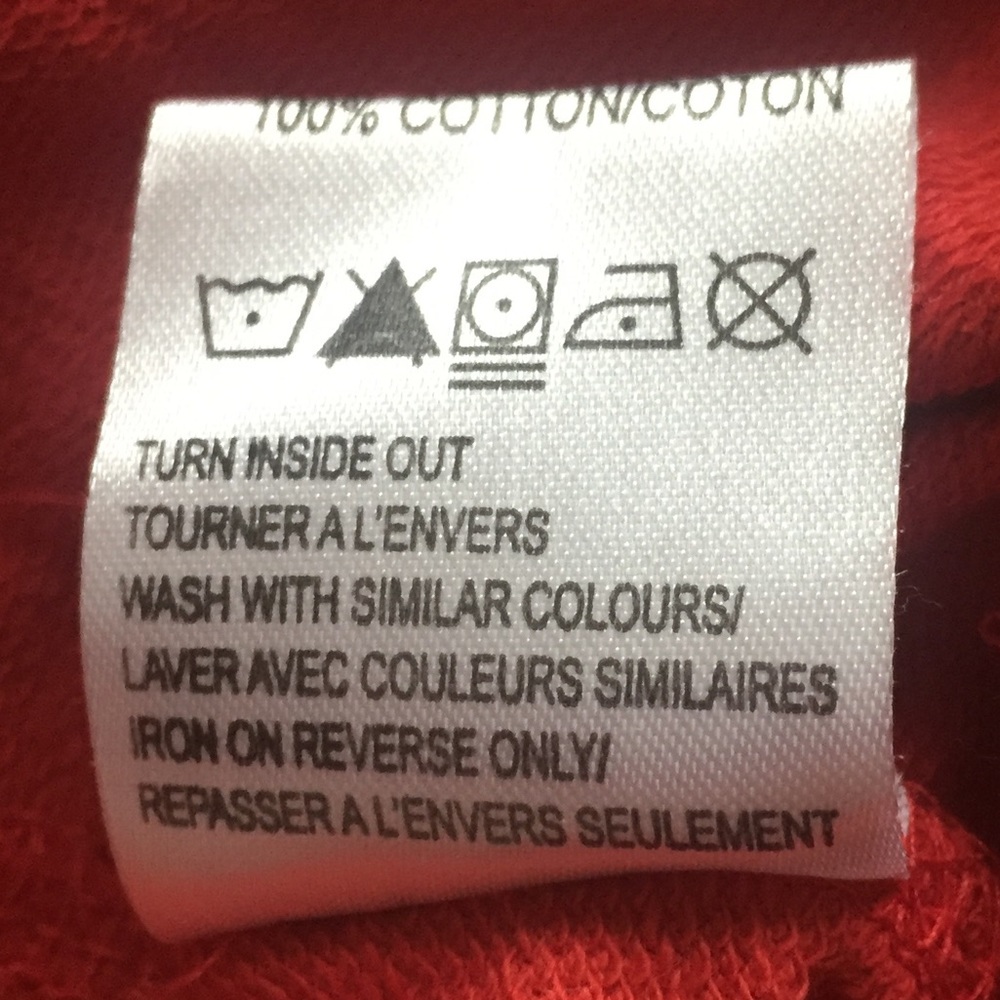 100% COTTON/COTON
TURN INSIDE OUT
TOURNER A L'ENVERS
WASH WITH SIMILAR COLOURS/
LAVER AVEC COULEURS SIMILAIRES
IRON ON REVERSE ONLY/
REPASSER A L'ENVERS SEULEMENT